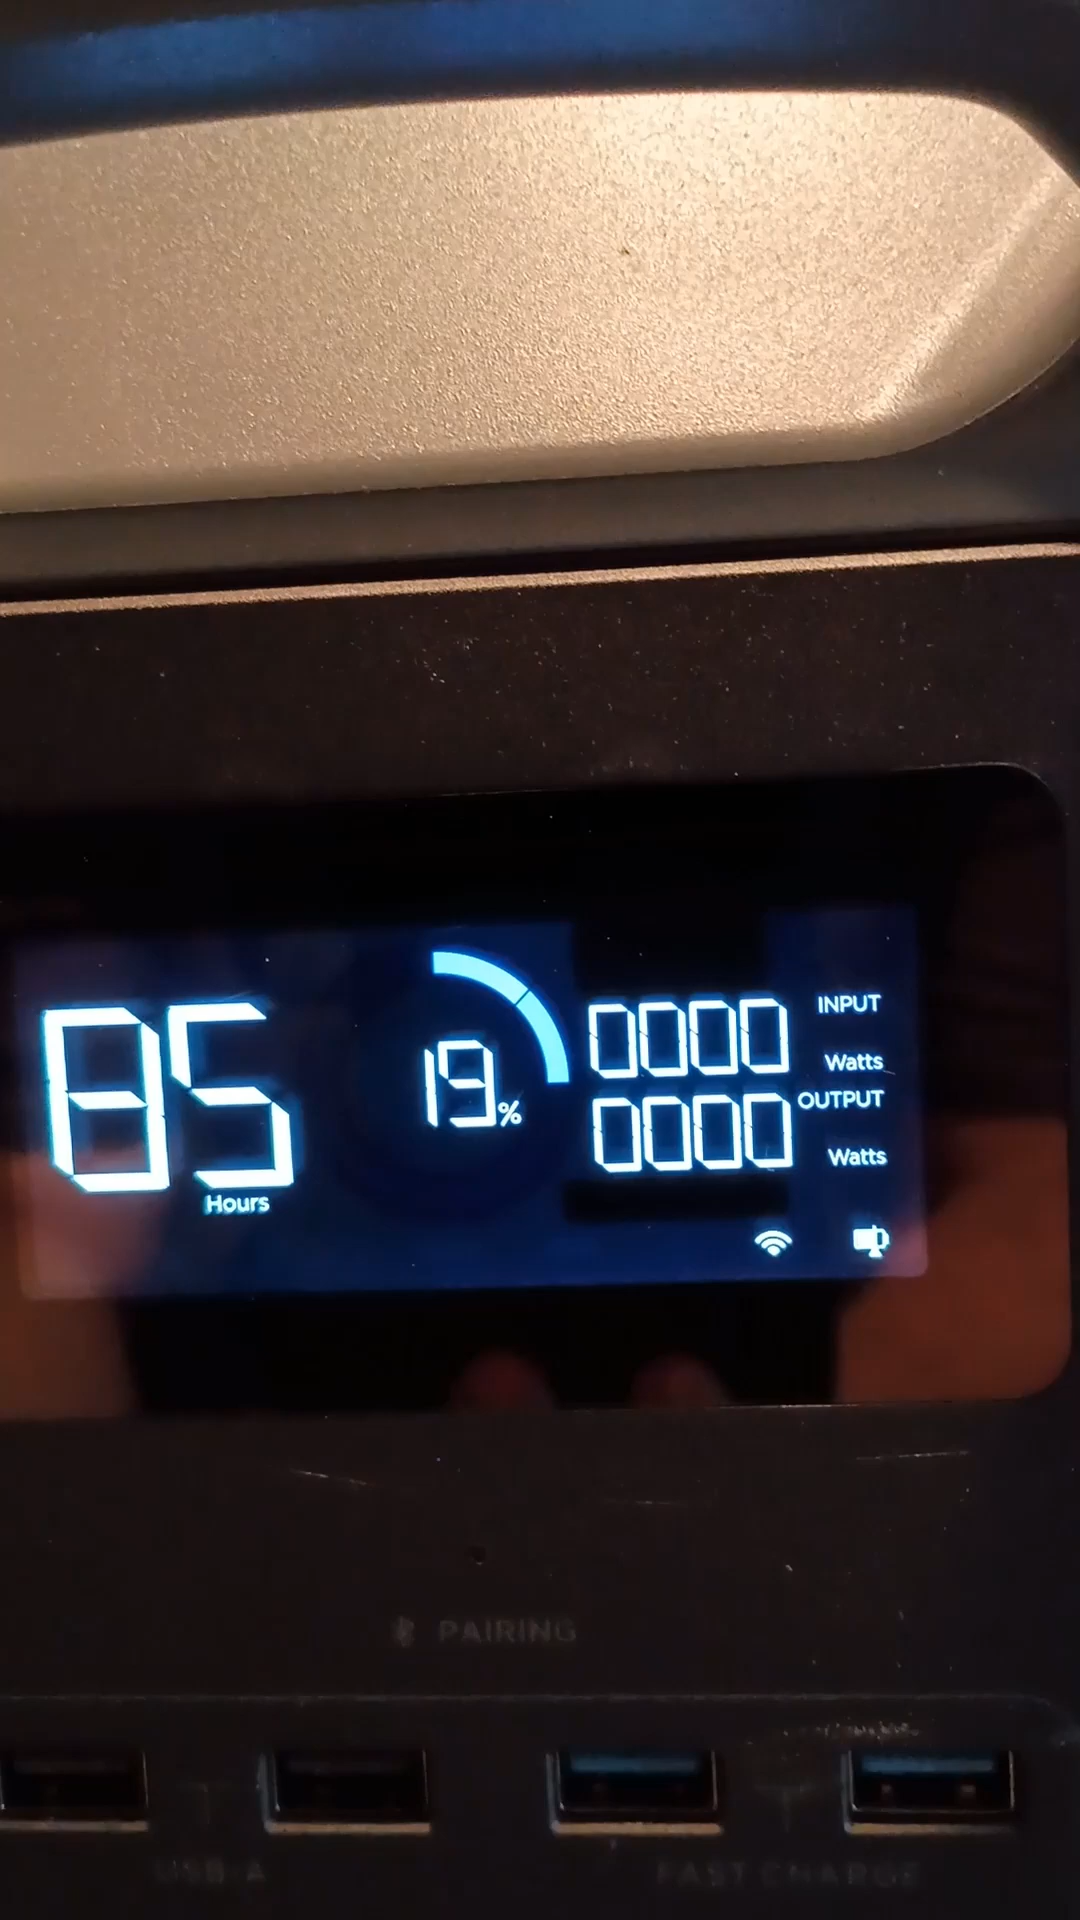 85
Hours
19%
0000 INPUT
Watts
0000 OUTPUT
Watts
PAIRING
USB-A
FAST CHARGE